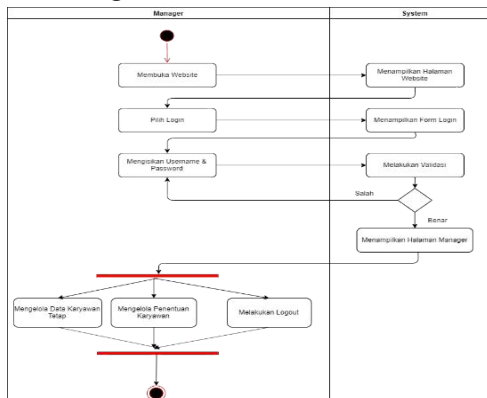 Manager
System
Membuka Website
Menampilkan Halaman
Website
Pilih Login
Menampilkan Form Login
Mengisikan Username &
Password
Melakukan Validasi
Salah
Benar
Menampilkan Halaman Manager
Mengelola Data Karyawan
Tetap
Mengelola Penentuan
Karyawan
Melakukan Logout